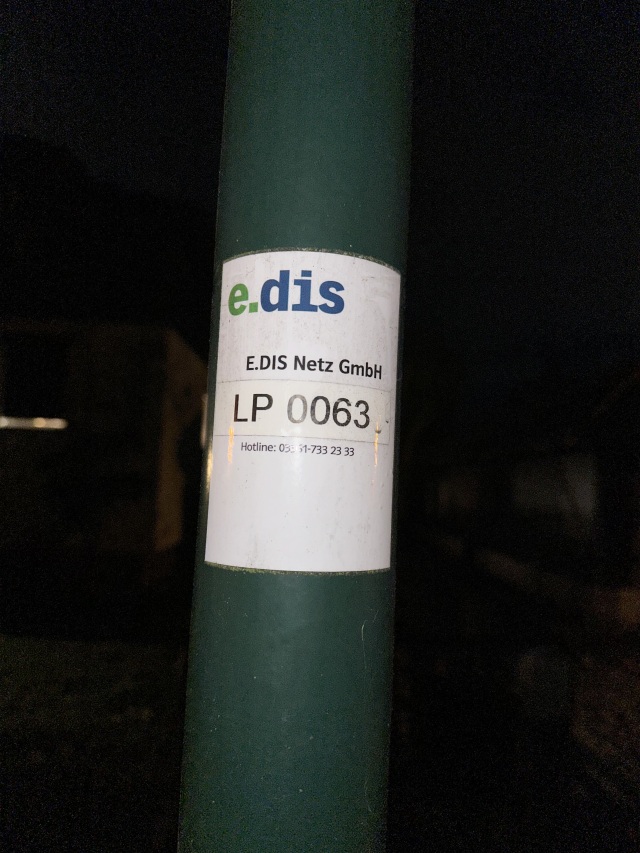 e.dis
E.DIS Netz GmbH
LP 0063
Hotline: 733 23 33